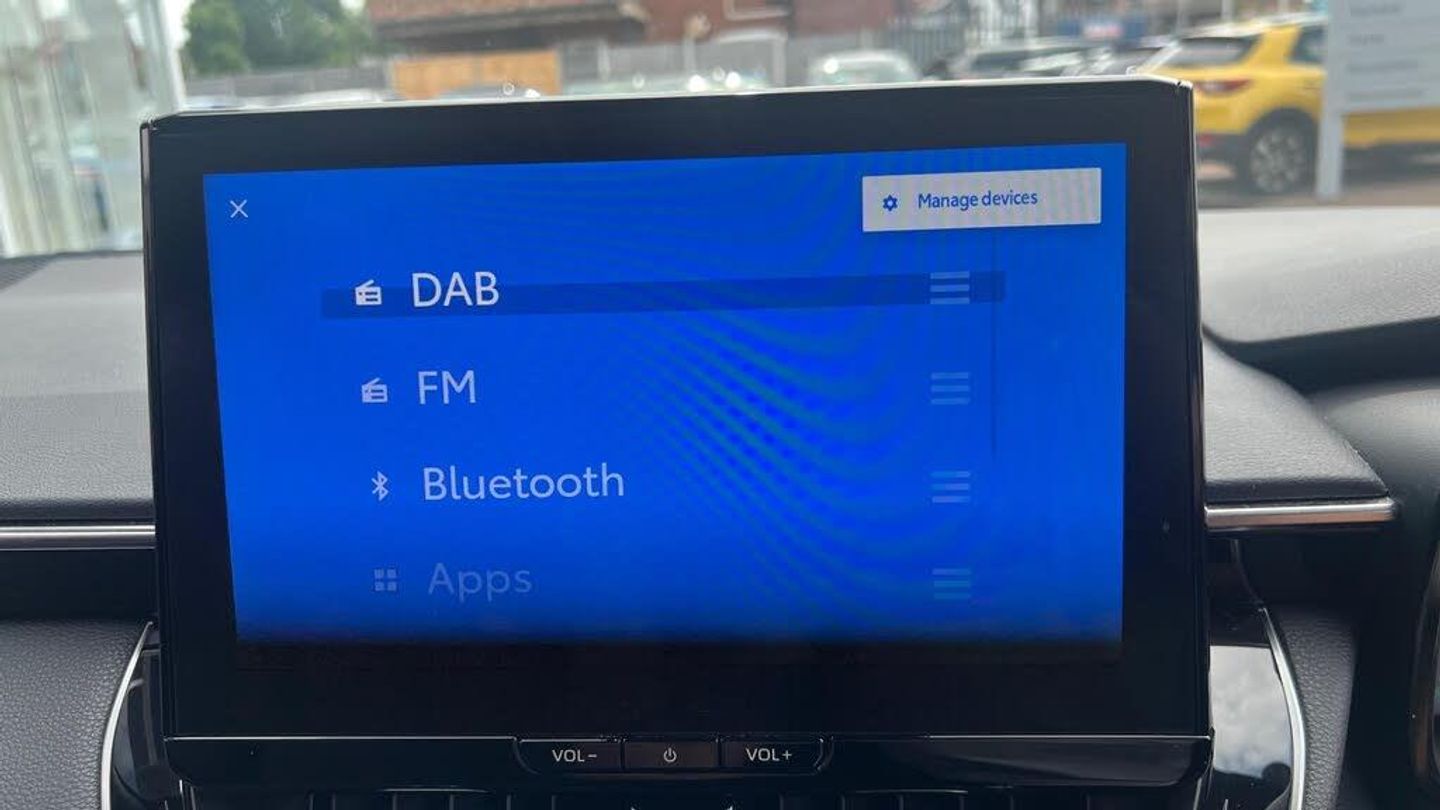 Manage devices
DAB
FM
Bluetooth
Apps
VOL-
VOL+